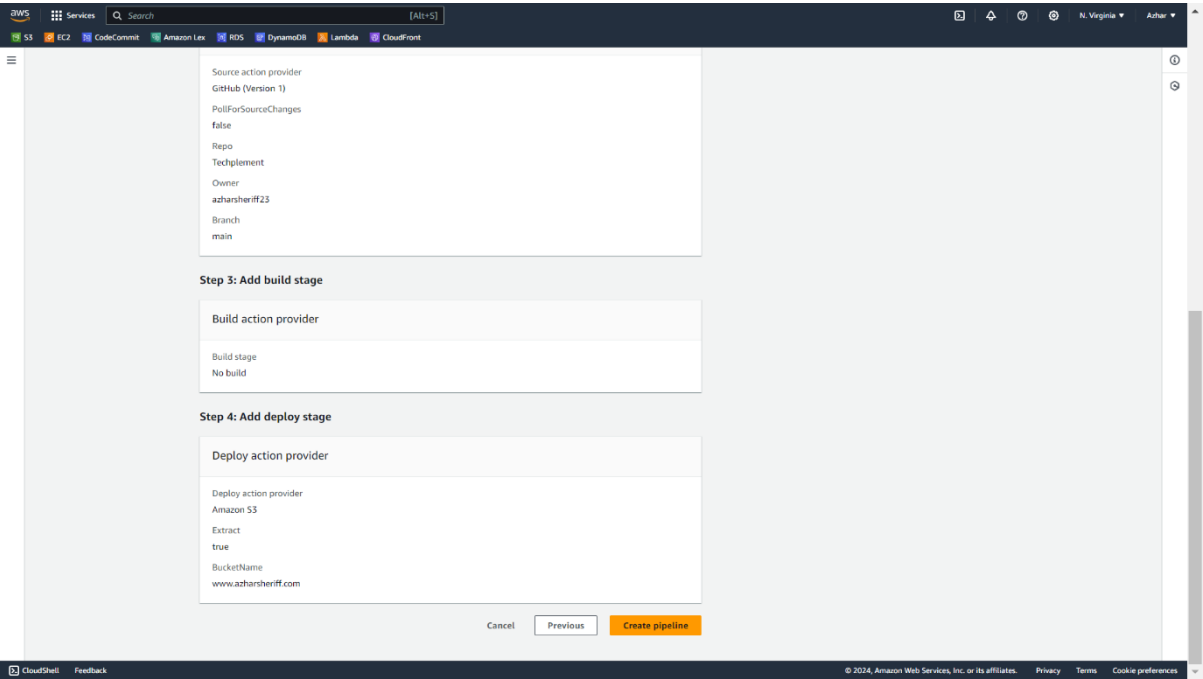 aws
Services
Search
[Alt+S]
N. Virginia
Azhar
S3
EC2
CodeCommit
Amazon Lex
RDS
DynamoDB
Lambda
CloudFront
Source action provider
GitHub (Version 1)
PollForSourceChanges
false
Repo
Techplement
Owner
azharsheriff23
Branch
main
Step 3: Add build stage
Build action provider
Build stage
No build
Step 4: Add deploy stage
Deploy action provider
Deploy action provider
Amazon S3
Extract
true
BucketName
www.azharsheriff.com
Cancel
Previous
Create pipeline
CloudShell
Feedback
© 2024, Amazon Web Services, Inc. or its affiliates.
Privacy
Terms
Cookie preferences